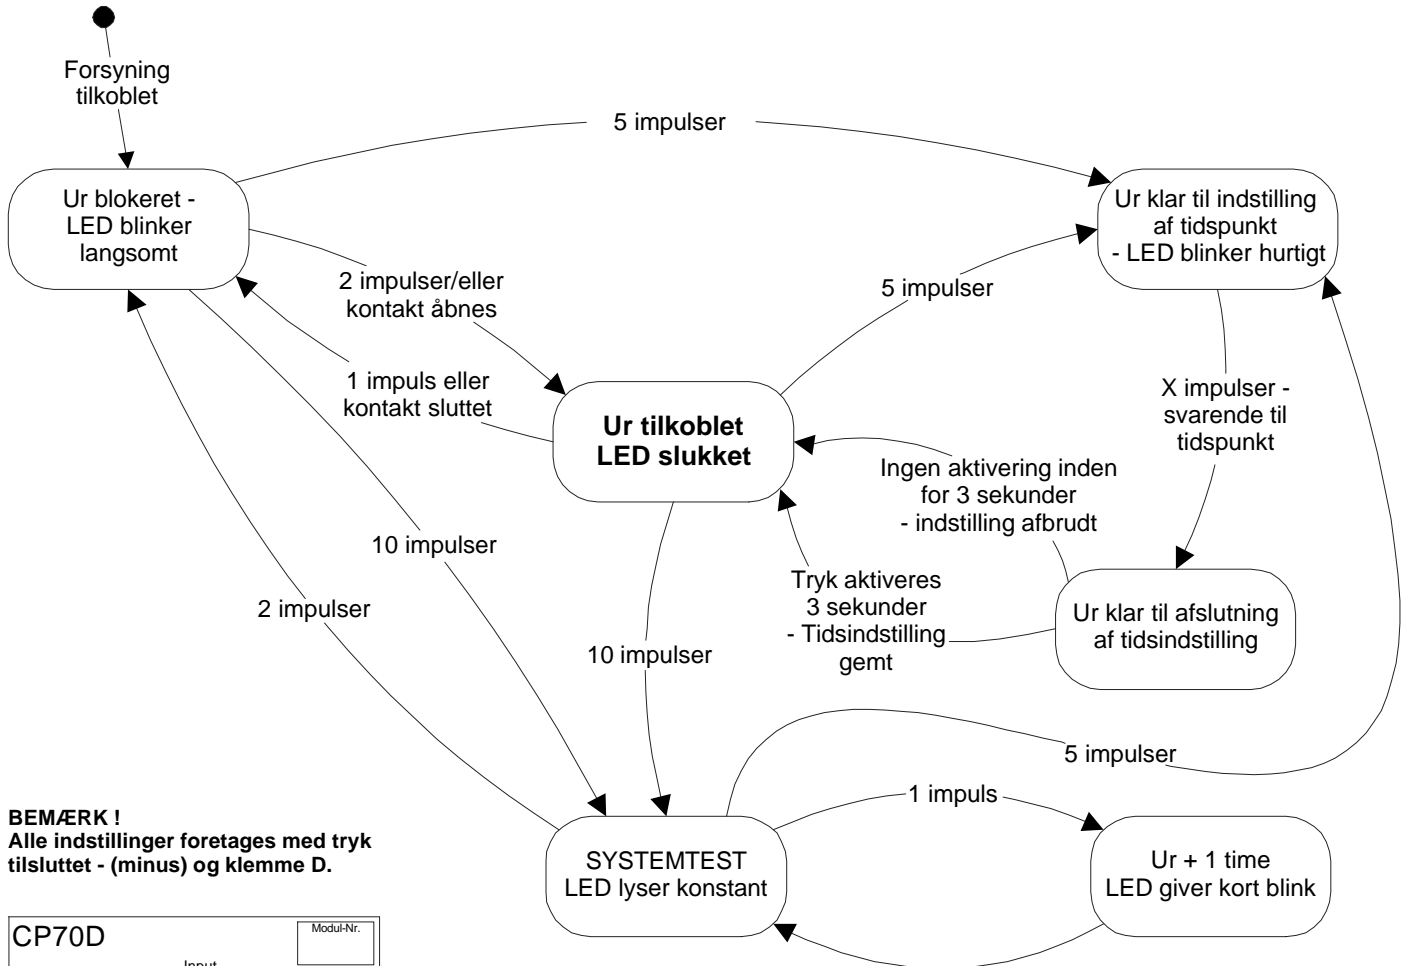 Forsyning
tilkoblet
5 impulser
Ur blokeret -
LED blinker
langsomt
Ur klar til indstilling
af tidspunkt
- LED blinker hurtigt
2 impulser/eller
kontakt åbnes
5 impulser
1 impuls eller
kontakt sluttet
X impulser -
svarende til
tidspunkt
Ur tilkoblet
LED slukket
Ingen aktivering inden
for 3 sekunder
- indstilling afbrudt
10 impulser
Tryk aktiveres
3 sekunder
- Tidsindstilling
gemt
2 impulser
Ur klar til afslutning
af tidsindstilling
10 impulser
5 impulser
1 impuls
BEMÆRK !
Alle indstillinger foretages med tryk
tilsluttet - (minus) og klemme D.
SYSTEMTEST
LED lyser konstant
Ur + 1 time
LED giver kort blink
CP70D
Modul-Nr.
Input